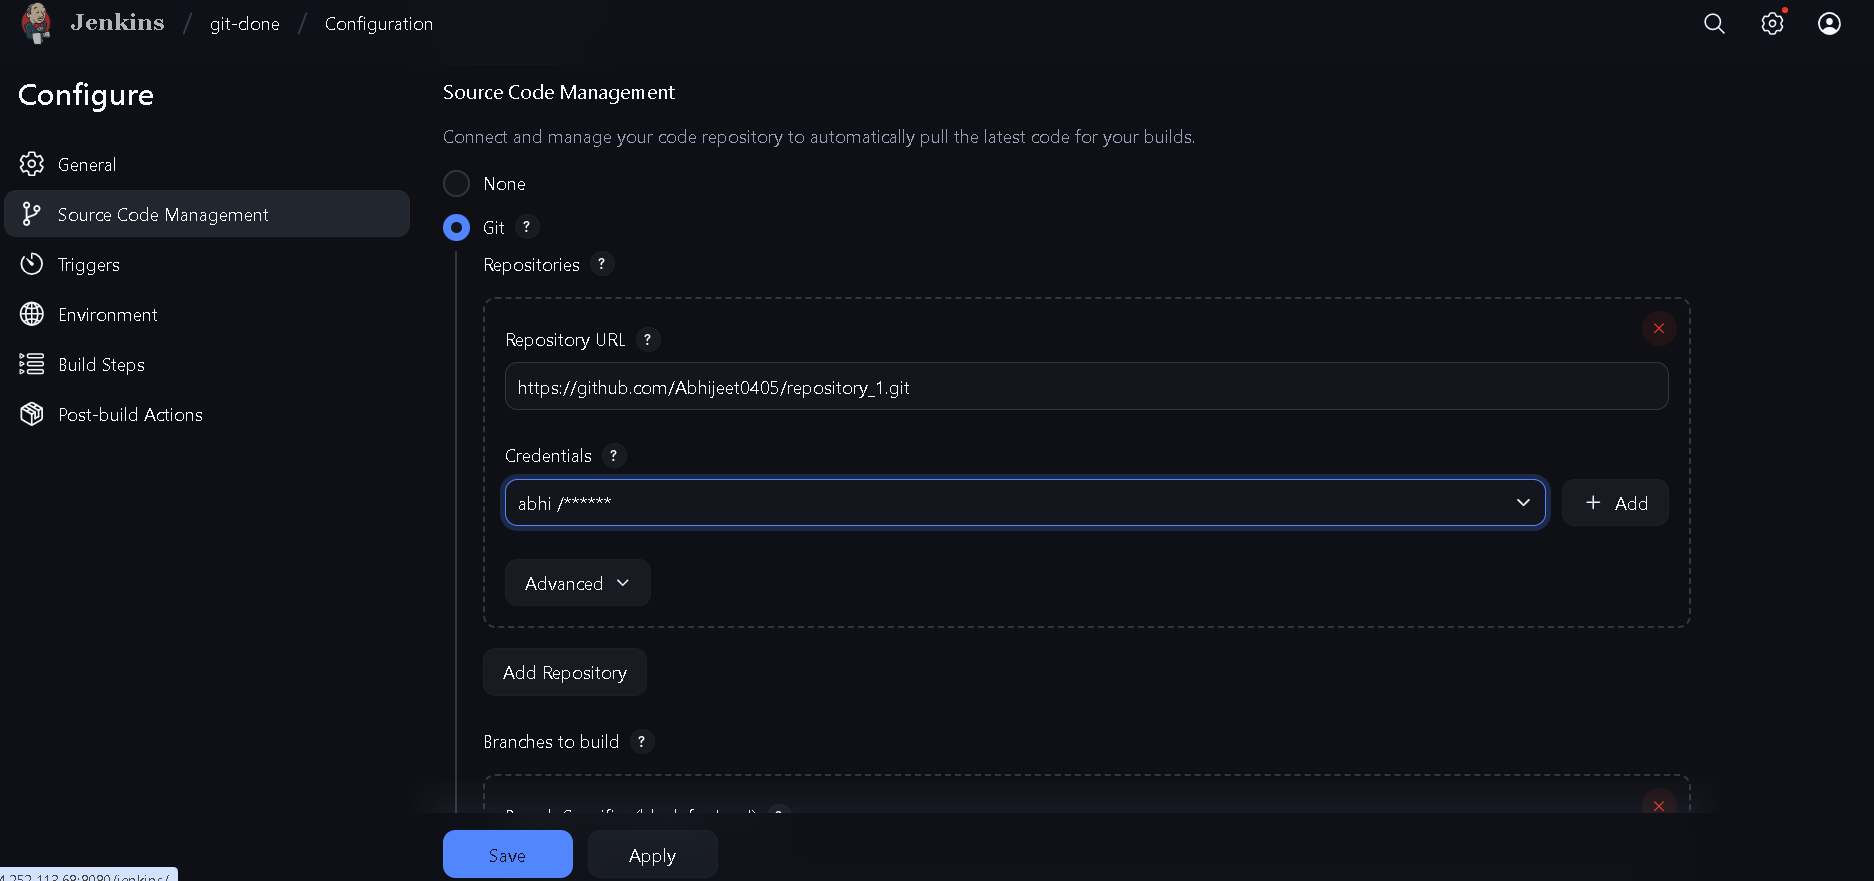 Jenkins / git-clone / Configuration
Configure
General
Source Code Management
Triggers
Environment
Build Steps
Post-build Actions
Source Code Management
Connect and manage your code repository to automatically pull the latest code for your builds.
None
Git ?
Repositories ?
Repository URL ?
https://github.com/Abhijeet0405/repository_1.git
Credentials ?
abhi /******
+ Add
Advanced
Add Repository
Branches to build ?
Save
Apply